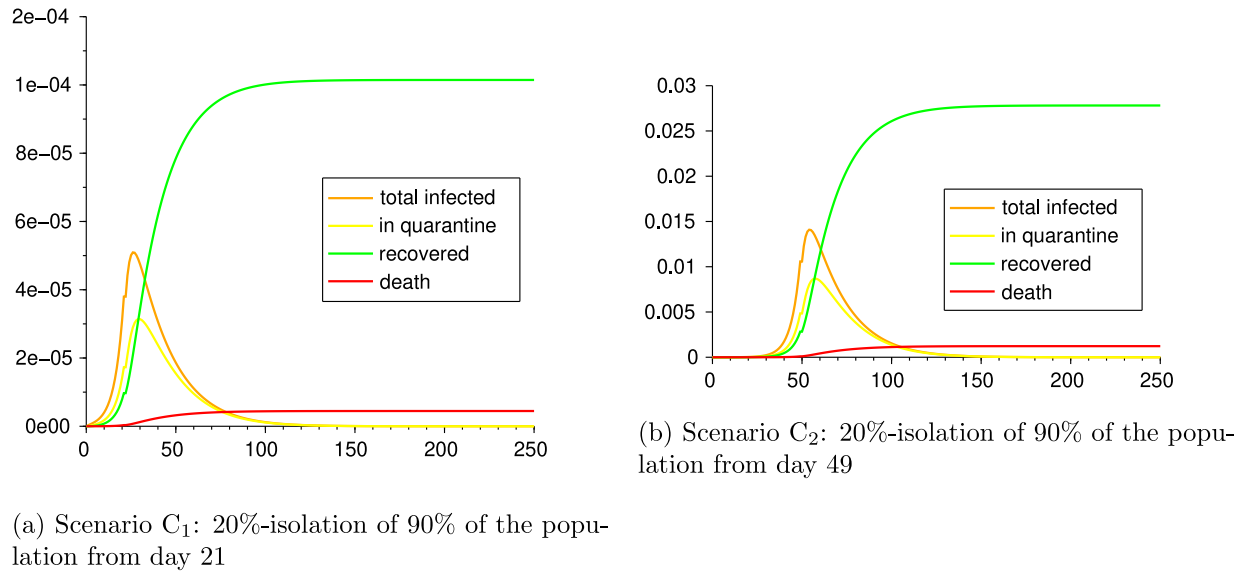 2e−04
1e−04
8e−05
6e−05
4e−05
2e−05
0e00
0 50 100 150 200 250
total infected
in quarantine
recovered
death
(a) Scenario C₁: 20%-isolation of 90% of the popu-
lation from day 21
0.03
0.025
0.02
0.015
0.01
0.005
0
0 50 100 150 200 250
total infected
in quarantine
recovered
death
(b) Scenario C₂: 20%-isolation of 90% of the popu-
lation from day 49